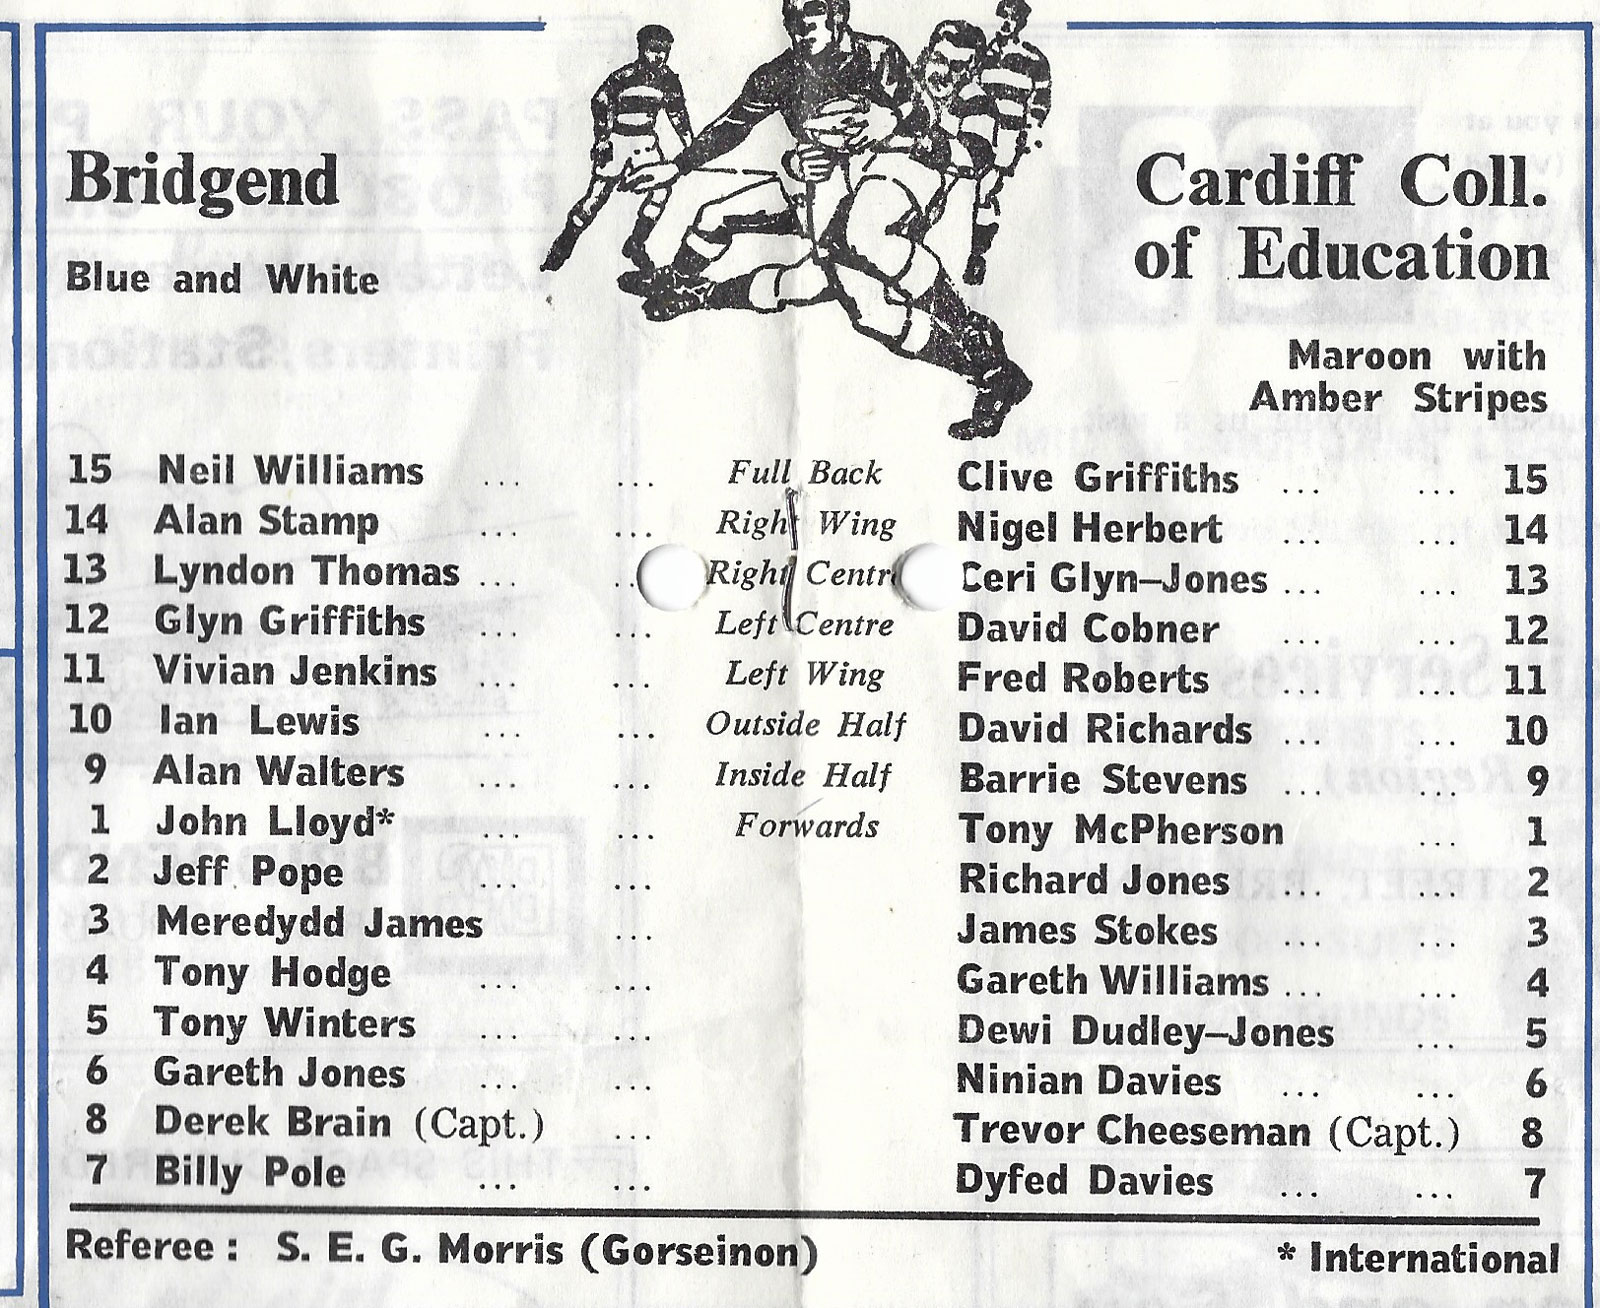 Bridgend
Blue and White
Cardiff Coll.
of Education
Maroon with
Amber Stripes
15 Neil Williams ... ... Full Back Clive Griffiths ... ... 15
14 Alan Stamp ... ... Right Wing Nigel Herbert ... ... 14
13 Lyndon Thomas ... ... Right Centre Ceri Glyn-Jones ... ... 13
12 Glyn Griffiths ... ... Left Centre David Cobner ... ... 12
11 Vivian Jenkins ... ... Left Wing Fred Roberts ... ... 11
10 Ian Lewis ... ... Outside Half David Richards ... ... 10
9 Alan Walters ... ... Inside Half Barrie Stevens ... ... 9
1 John Lloyd* ... ... Forwards Tony McPherson ... 1
2 Jeff Pope ... ... Richard Jones ... ... 2
3 Meredydd James ... James Stokes ... ... 3
4 Tony Hodge ... ... Gareth Williams ... ... 4
5 Tony Winters ... ... Dewi Dudley-Jones ... 5
6 Gareth Jones ... ... Ninian Davies ... ... 6
8 Derek Brain (Capt.) ... Trevor Cheeseman (Capt.) 8
7 Billy Pole ... ... Dyfed Davies ... ... 7
Referee : S. E. G. Morris (Gorseinon) * International